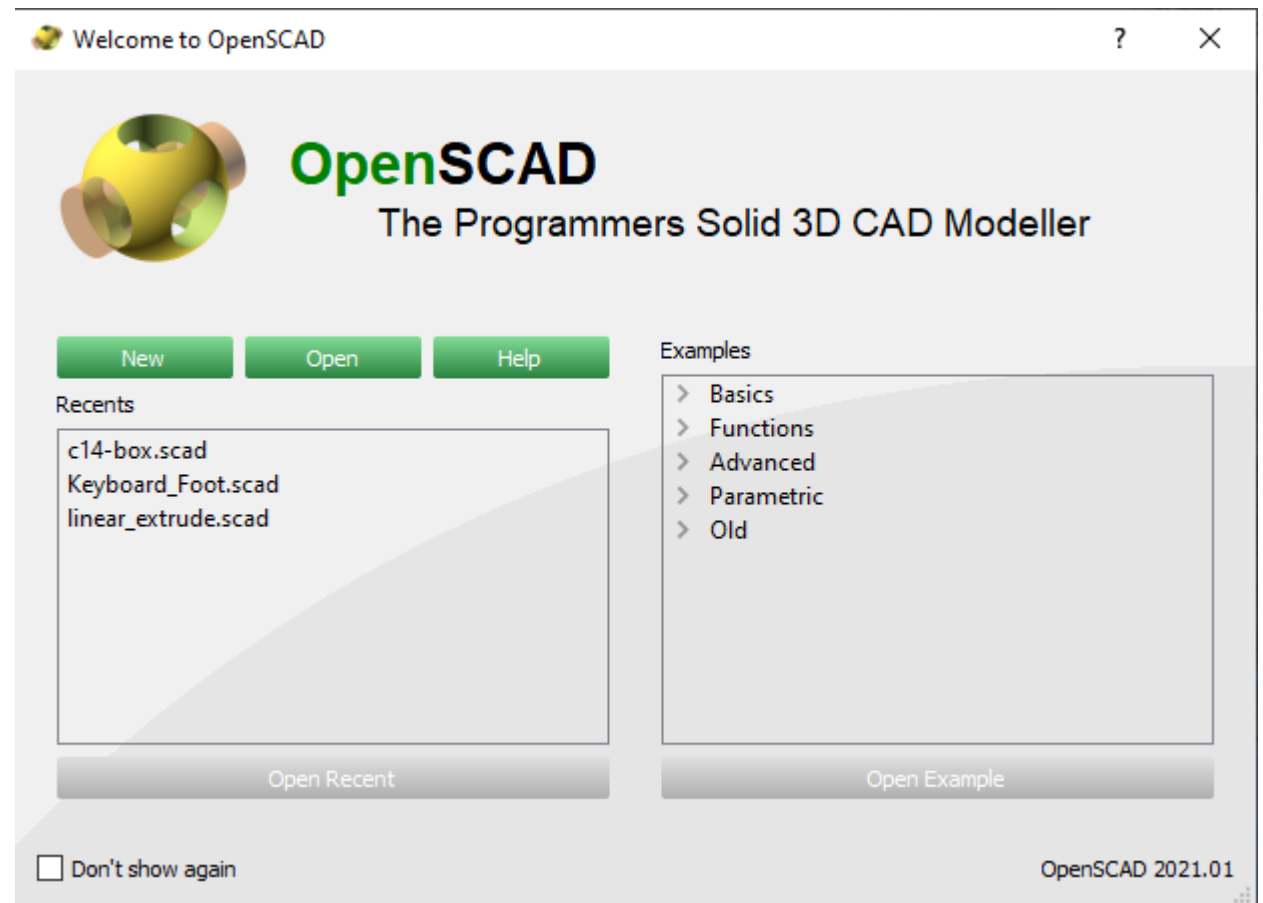 Welcome to OpenSCAD
?
OpenSCAD
The Programmers Solid 3D CAD Modeller
New Open Help
Recents
c14-box.scad
Keyboard_Foot.scad
linear_extrude.scad
Open Recent
Examples
Basics
Functions
Advanced
Parametric
Old
Open Example
Don't show again
OpenSCAD 2021.01